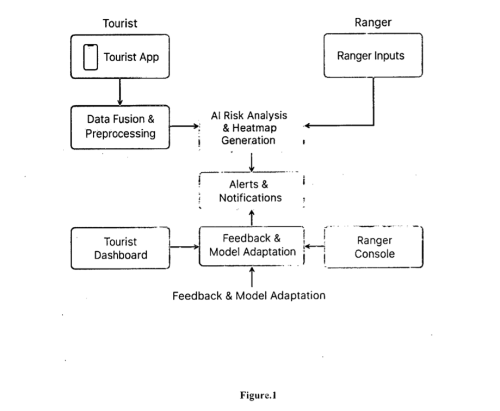 Tourist
Ranger
Tourist App
Ranger Inputs
Data Fusion &
Preprocessing
AI Risk Analysis
& Heatmap
Generation
Alerts &
Notifications
Tourist
Dashboard
Feedback &
Model Adaptation
Ranger
Console
Feedback & Model Adaptation
Figure.1